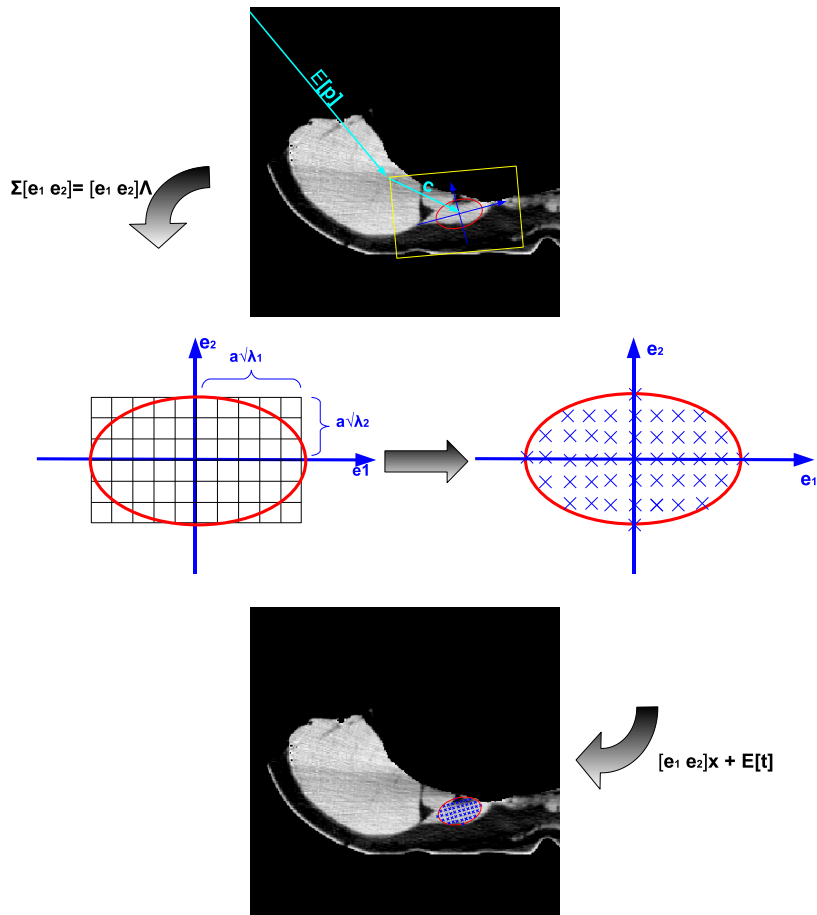 E[p]
c
Σ[e₁ e₂]= [e₁ e₂]Λ
e₂
a√λ₁
a√λ₂
e1
e₂
e₁
[e₁ e₂]x + E[t]